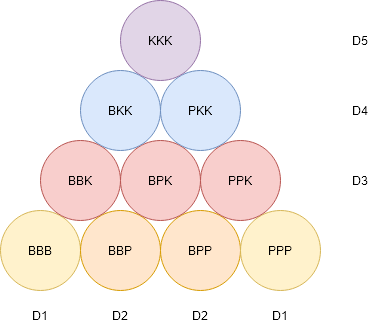 KKK D5
BKK PKK D4
BBK BPK PPK D3
BBB BBP BPP PPP
D1 D2 D2 D1